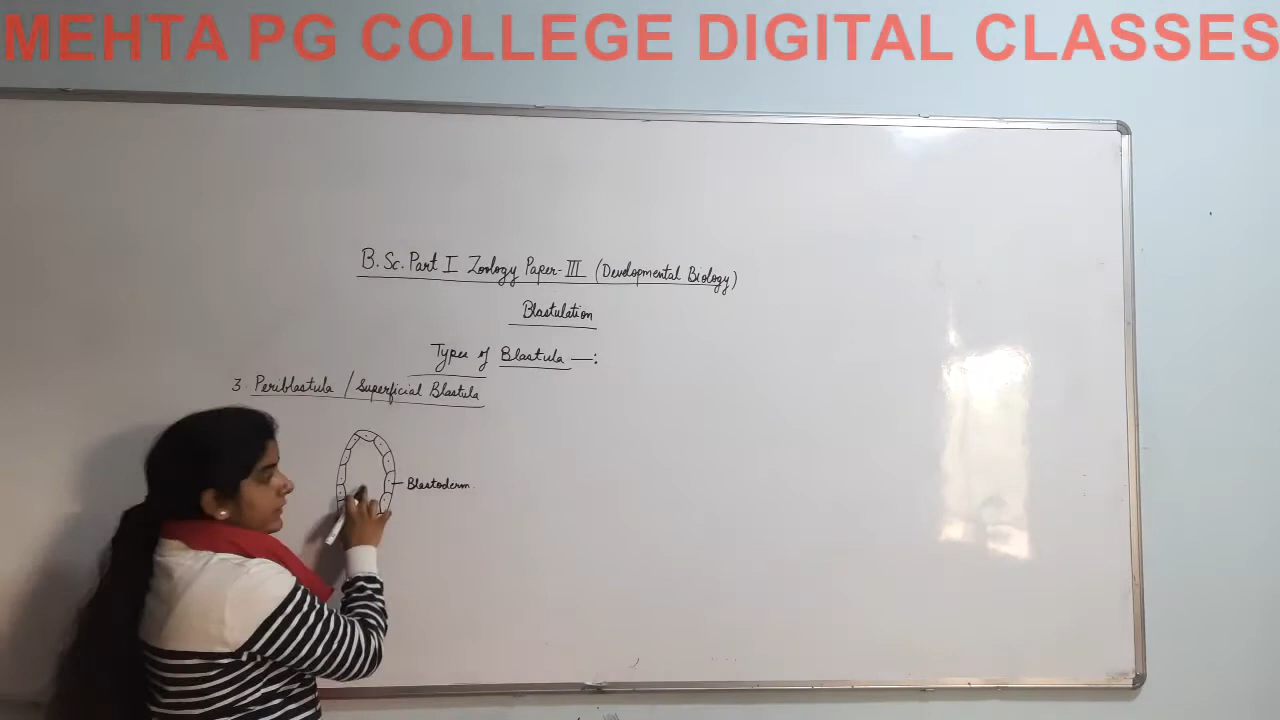 MEHTA PG COLLEGE DIGITAL CLASSES
B.Sc. Part I Zoology Paper-III (Developmental Biology)
Blastulation
Types of Blastula —:
3. Periblastula / Superficial Blastula
Blastoderm.